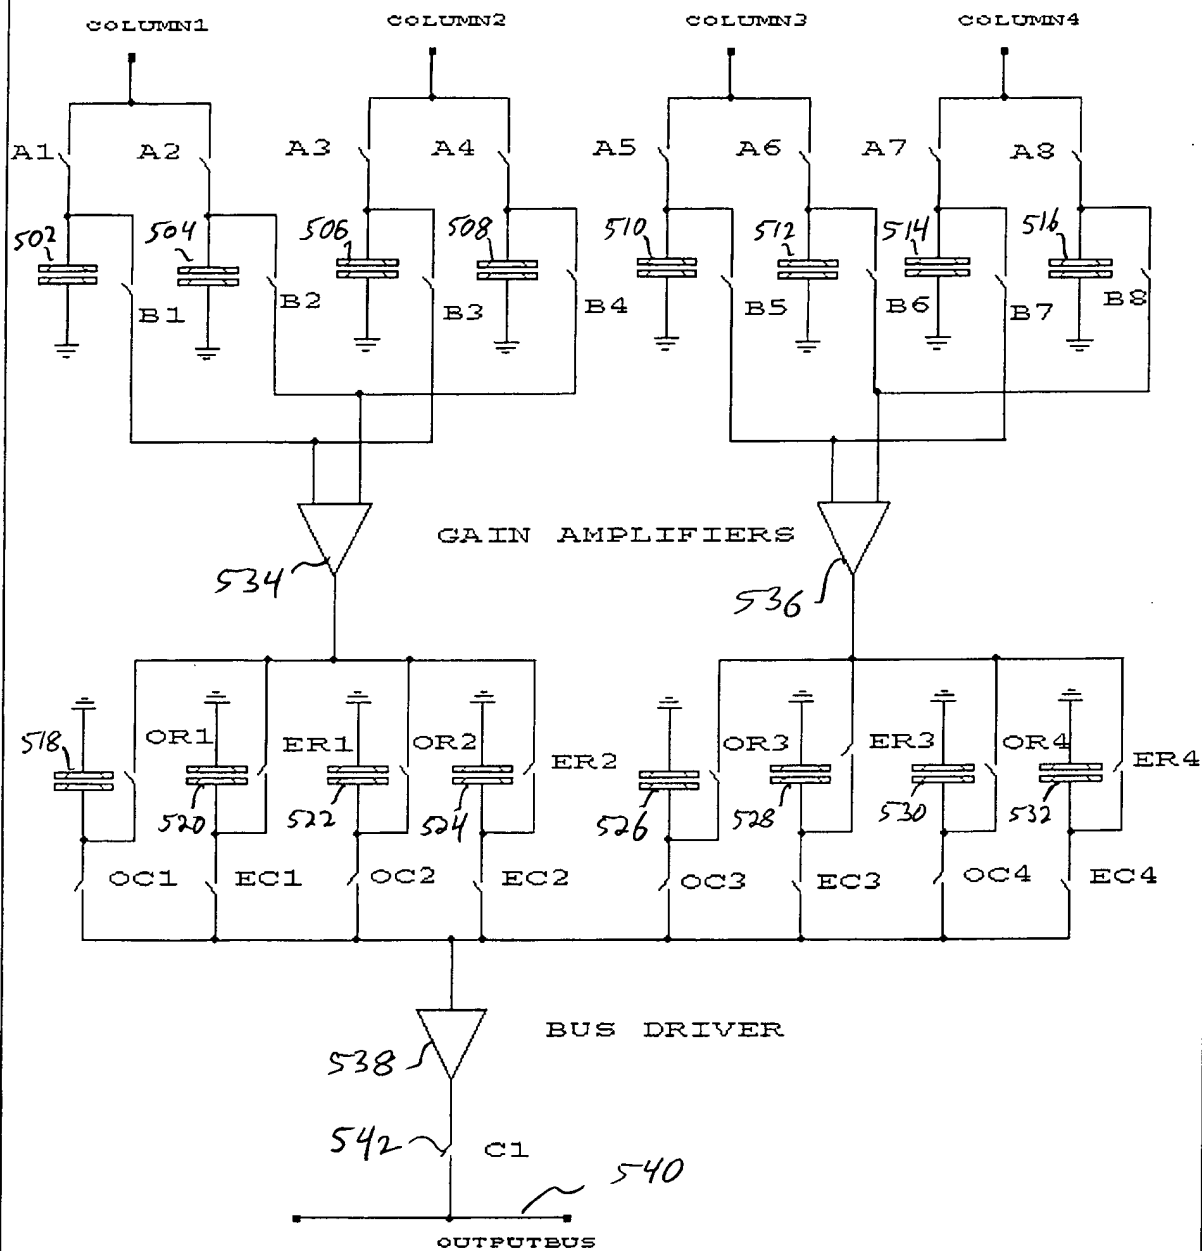 COLUMN1 COLUMN2 COLUMN3 COLUMN4
A1 A2 A3 A4 A5 A6 A7 A8
502 504 506 508 510 512 514 516
B1 B2 B3 B4 B5 B6 B7 B8
GAIN AMPLIFIERS
534 536
518 OR1 ER1 OR2 ER2 OR3 ER3 OR4 ER4
520 522 524 526 528 530 532
OC1 EC1 OC2 EC2 OC3 EC3 OC4 EC4
BUS DRIVER
538
542 C1
540
OUTPUTBUS